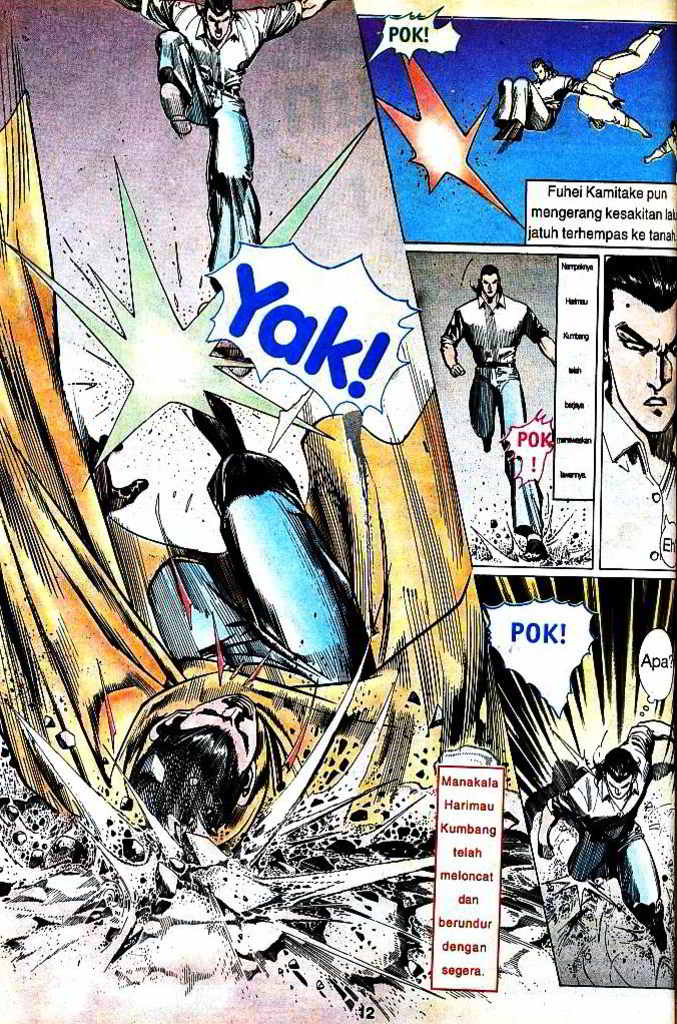 POK!
Fuhei Kamitake pun
mengerang kesakitan lalu
jatuh terhempas ke tanah.
Yak!
Nampaknya
Harimau
Kumbang
telah
berjaya
menewaskan
lawannya.
POK
!
Eh
POK!
Apa?
Manakala
Harimau
Kumbang
telah
meloncat
dan
berundur
dengan
segera.
12